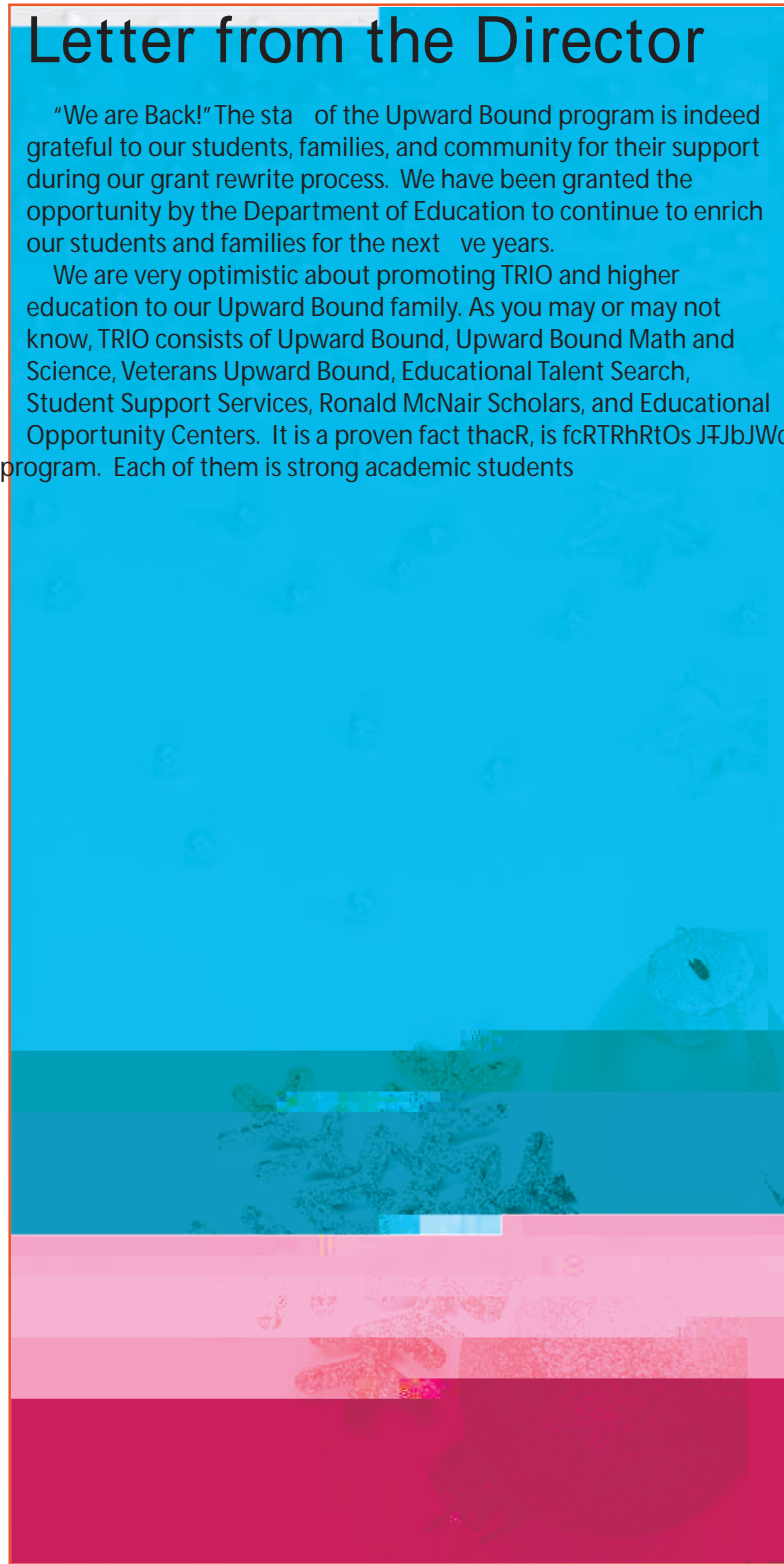 Letter from the Director
"We are Back!" The sta of the Upward Bound program is indeed
grateful to our students, families, and community for their support
during our grant rewrite process. We have been granted the
opportunity by the Department of Education to continue to enrich
our students and families for the next ve years.
We are very optimistic about promoting TRIO and higher
education to our Upward Bound family. As you may or may not
know, TRIO consists of Upward Bound, Upward Bound Math and
Science, Veterans Upward Bound, Educational Talent Search,
Student Support Services, Ronald McNair Scholars, and Educational
Opportunity Centers. It is a proven fact thacR, is
program. Each of them is strong academic students